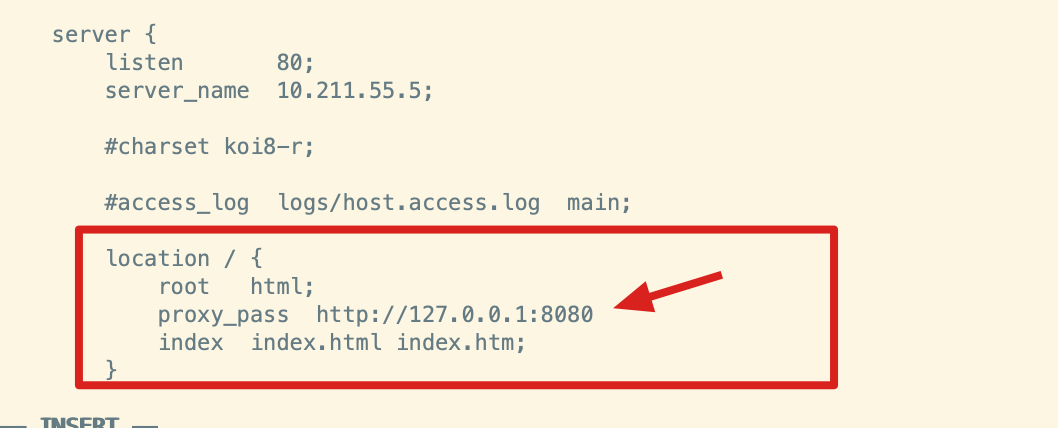 server {
listen 80;
server_name 10.211.55.5;
#charset koi8-r;
#access_log logs/host.access.log main;
location / {
root html;
proxy_pass http://127.0.0.1:8080
index index.html index.htm;
}
-- INSERT --